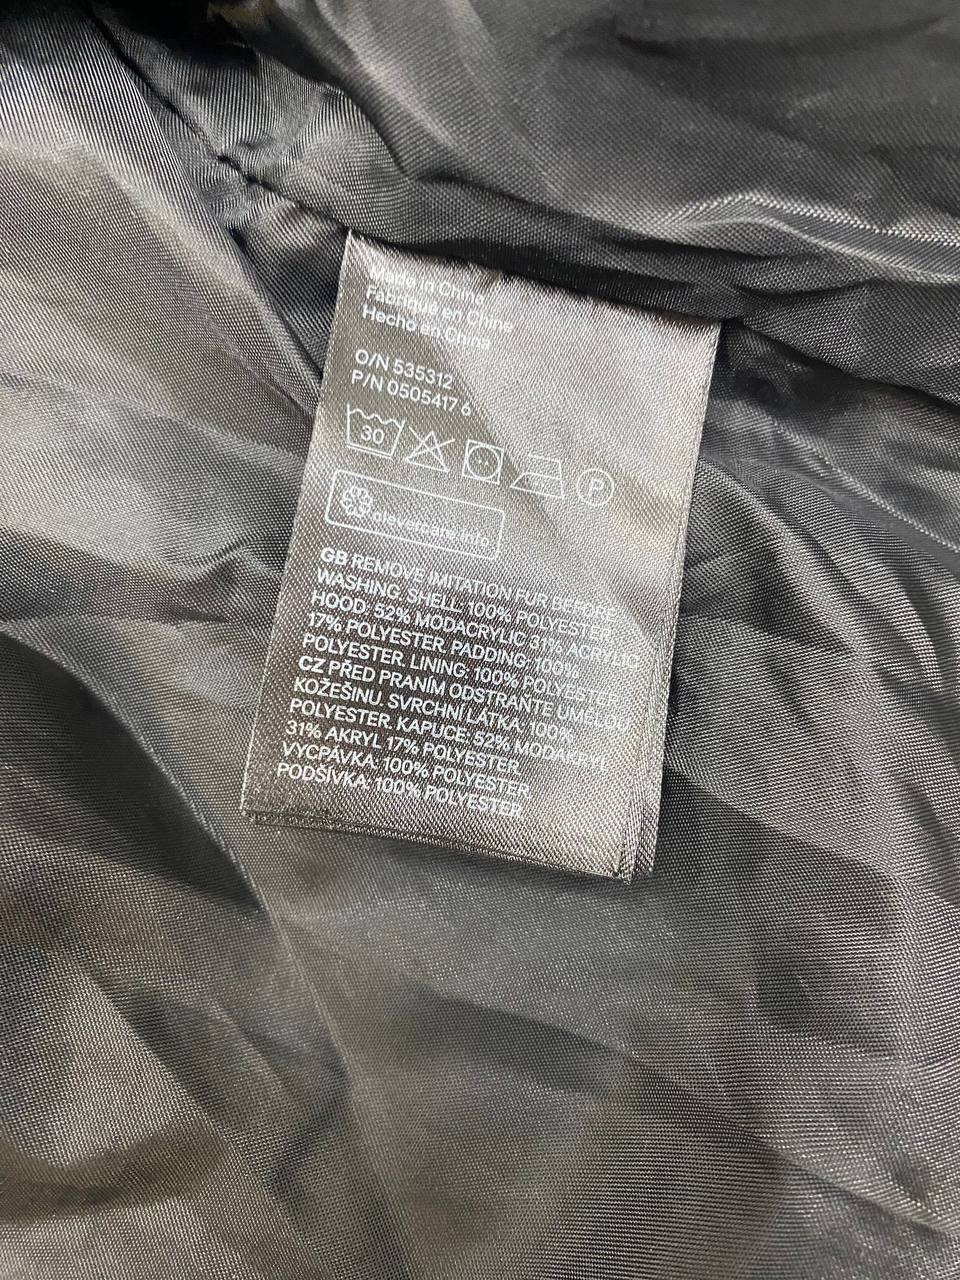 Made in China
Fabriqué en Chine
Hecho en China
O/N 535312
P/N 0505417 6
30
P
clevercare.info
GB REMOVE IMITATION FUR BEFORE
WASHING. SHELL: 100% POLYESTER.
HOOD: 52% MODACRYLIC 31% ACRYLIC
17% POLYESTER. PADDING: 100%
POLYESTER. LINING: 100% POLYESTER.
CZ PŘED PRANÍM ODSTRANTE UMĚLOU
KOŽEŠINU. SVRCHNÍ LÁTKA: 100%
POLYESTER. KAPUCE: 52% MODAKRYL
31% AKRYL 17% POLYESTER.
VYCPÁVKA: 100% POLYESTER.
PODŠÍVKA: 100% POLYESTER.